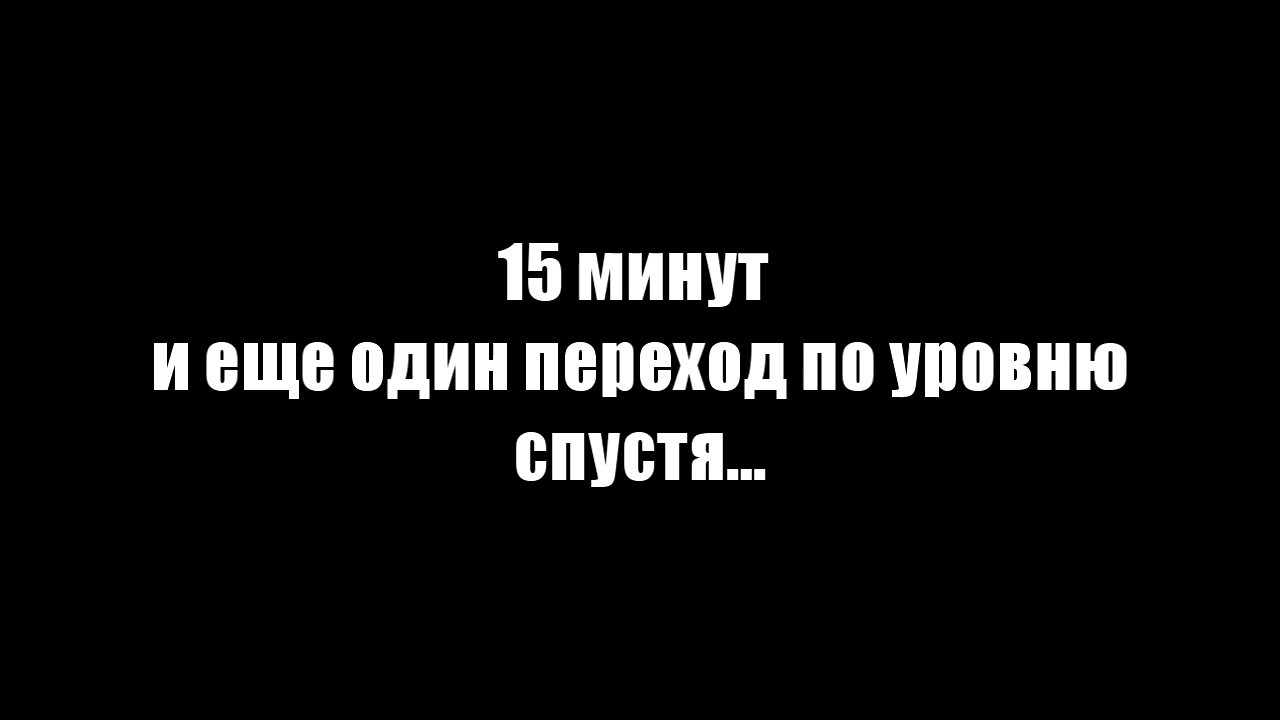 15 минут
и еще один переход по уровню
спустя...